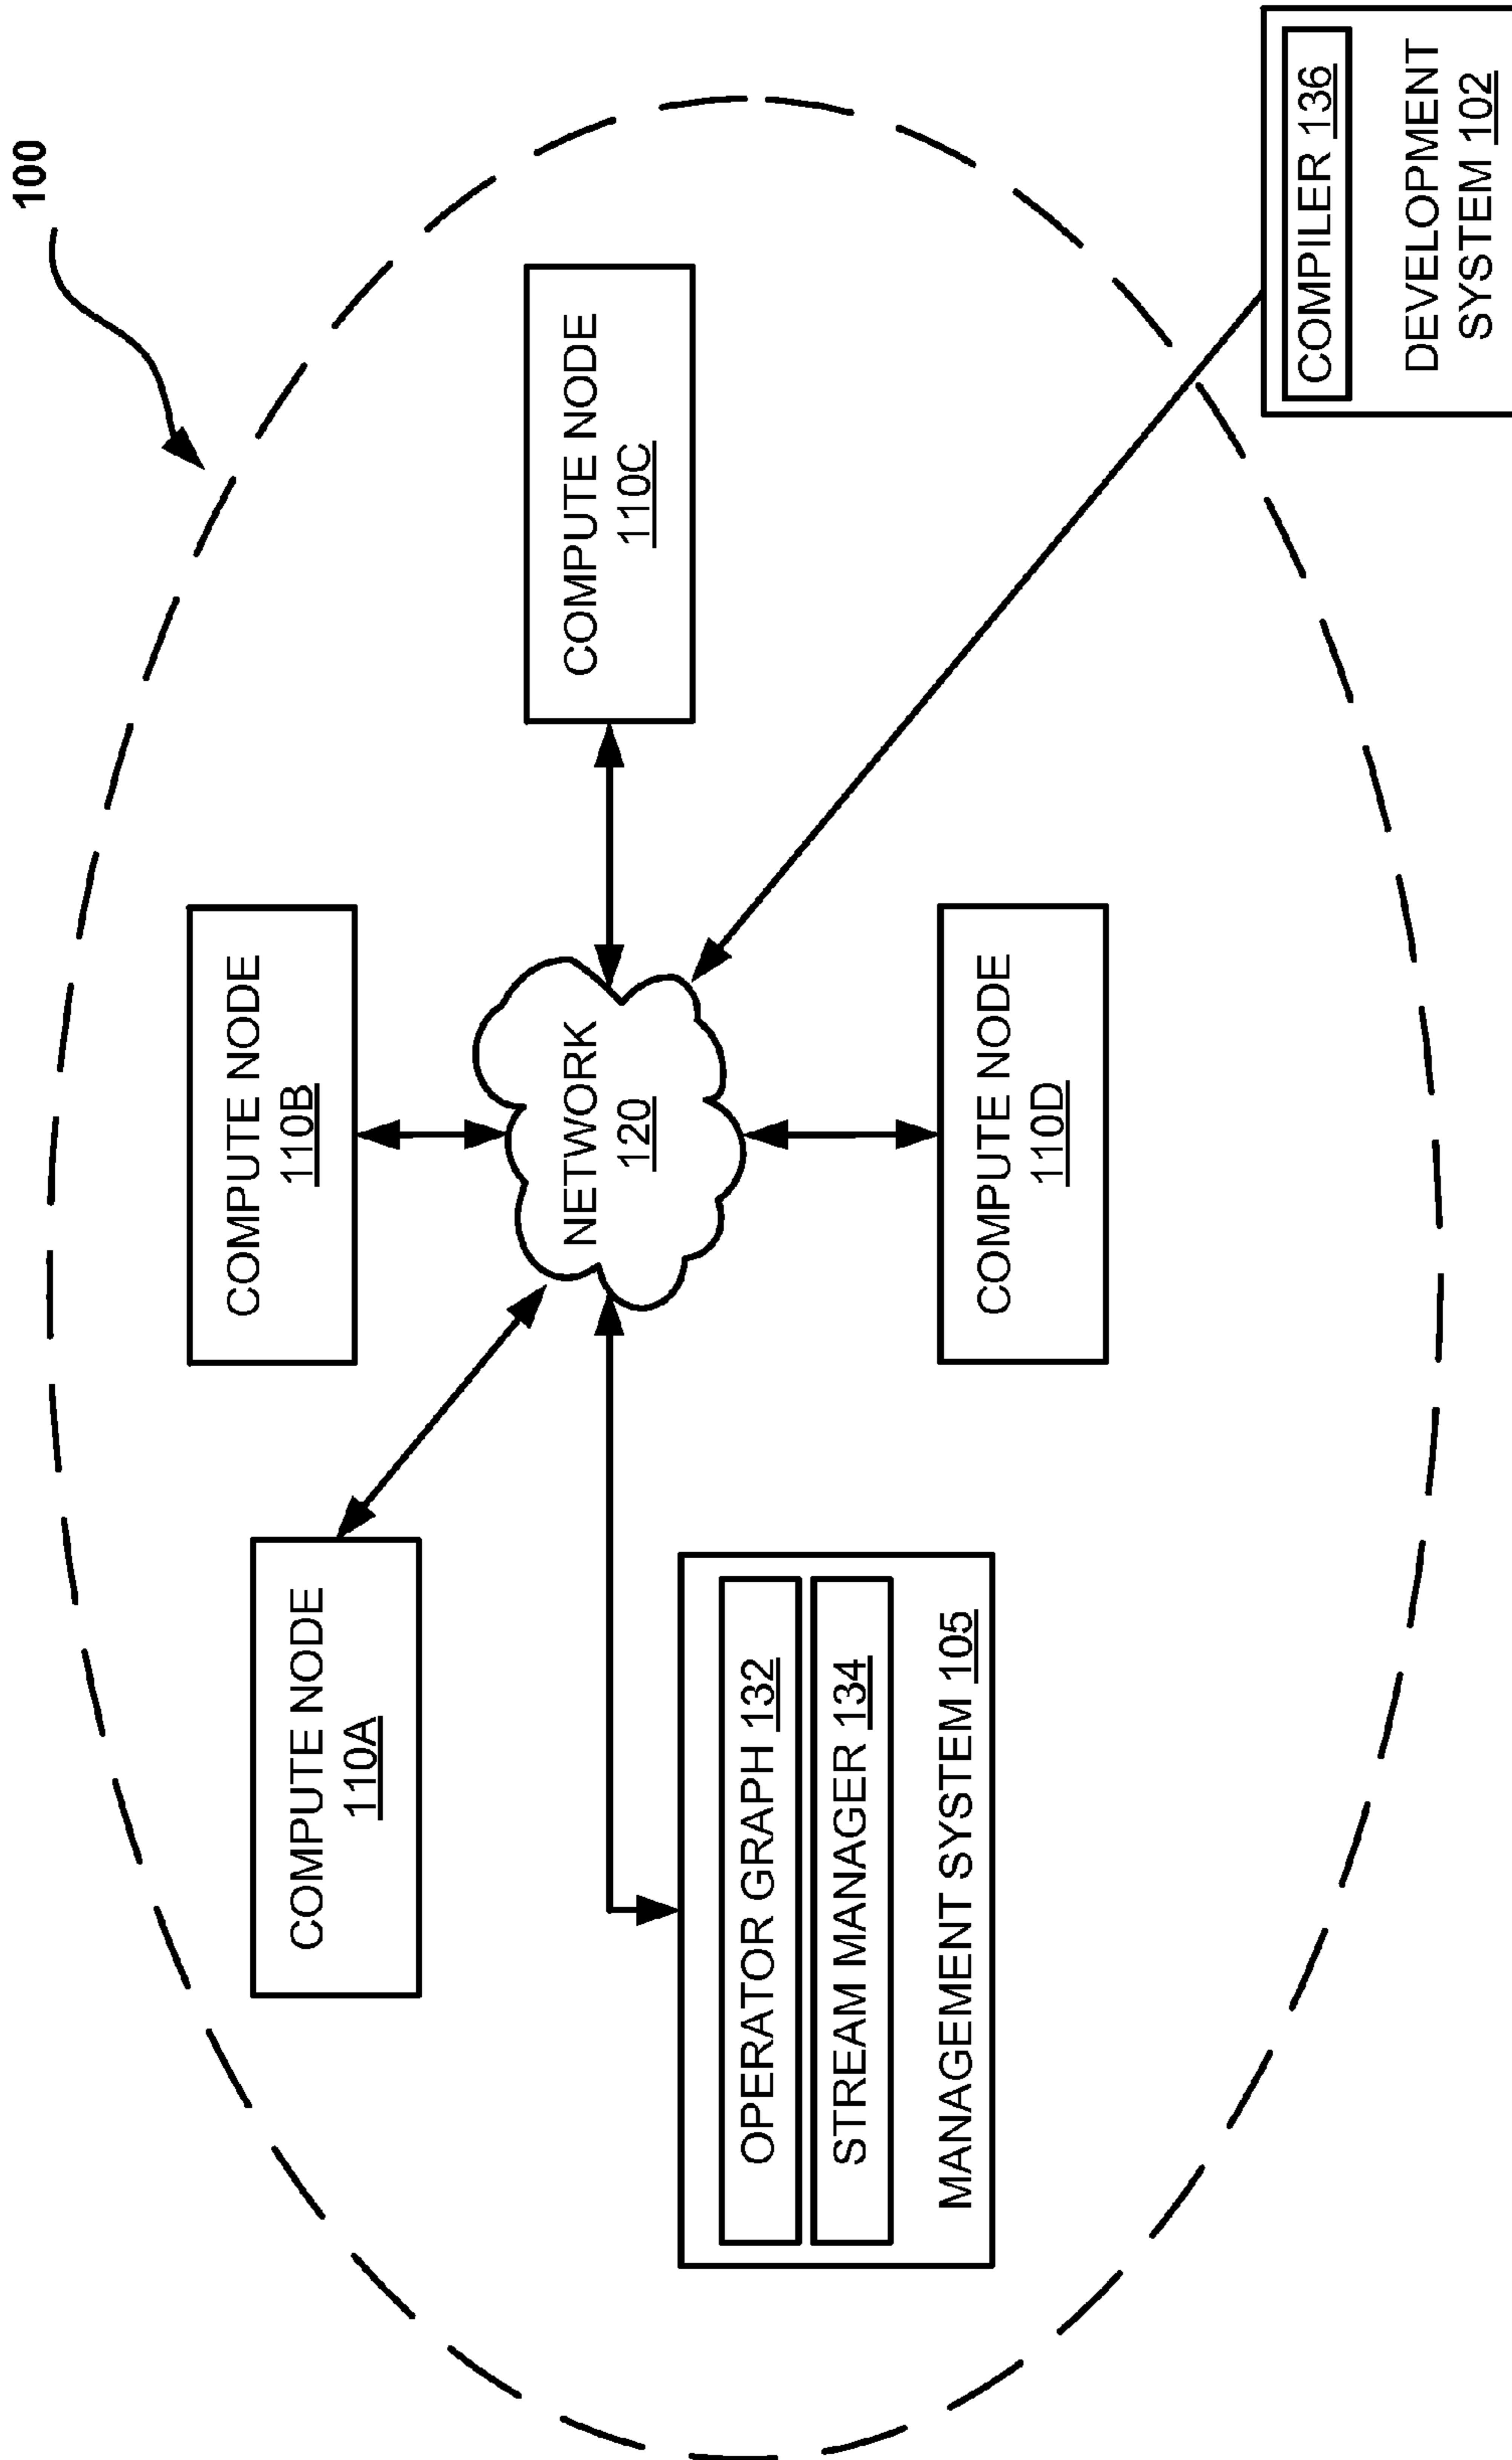 100
COMPUTE NODE
110B
COMPUTE NODE
110A
COMPUTE NODE
110C
NETWORK
120
OPERATOR GRAPH 132
STREAM MANAGER 134
MANAGEMENT SYSTEM 105
COMPUTE NODE
110D
COMPILER 136
DEVELOPMENT
SYSTEM 102